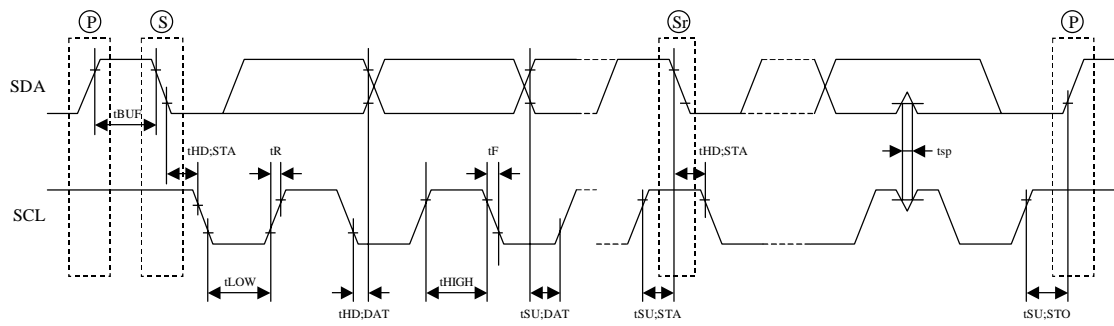 P S Sr P
SDA
tBUF
tHD;STA tR tF tHD;STA tsp
SCL
tLOW tHIGH
tHD;DAT tSU;DAT tSU;STA tSU;STO